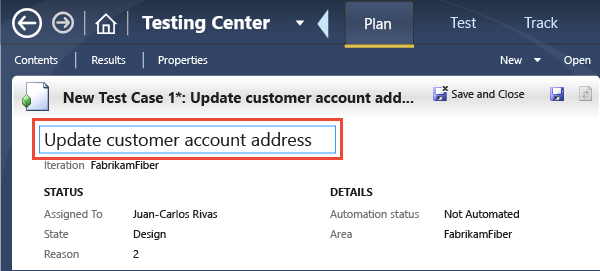 Testing Center Plan Test Track
Contents Results Properties New Open
New Test Case 1*: Update customer account add... Save and Close
Update customer account address
Iteration FabrikamFiber
STATUS DETAILS
Assigned To Juan-Carlos Rivas Automation status Not Automated
State Design Area FabrikamFiber
Reason 2